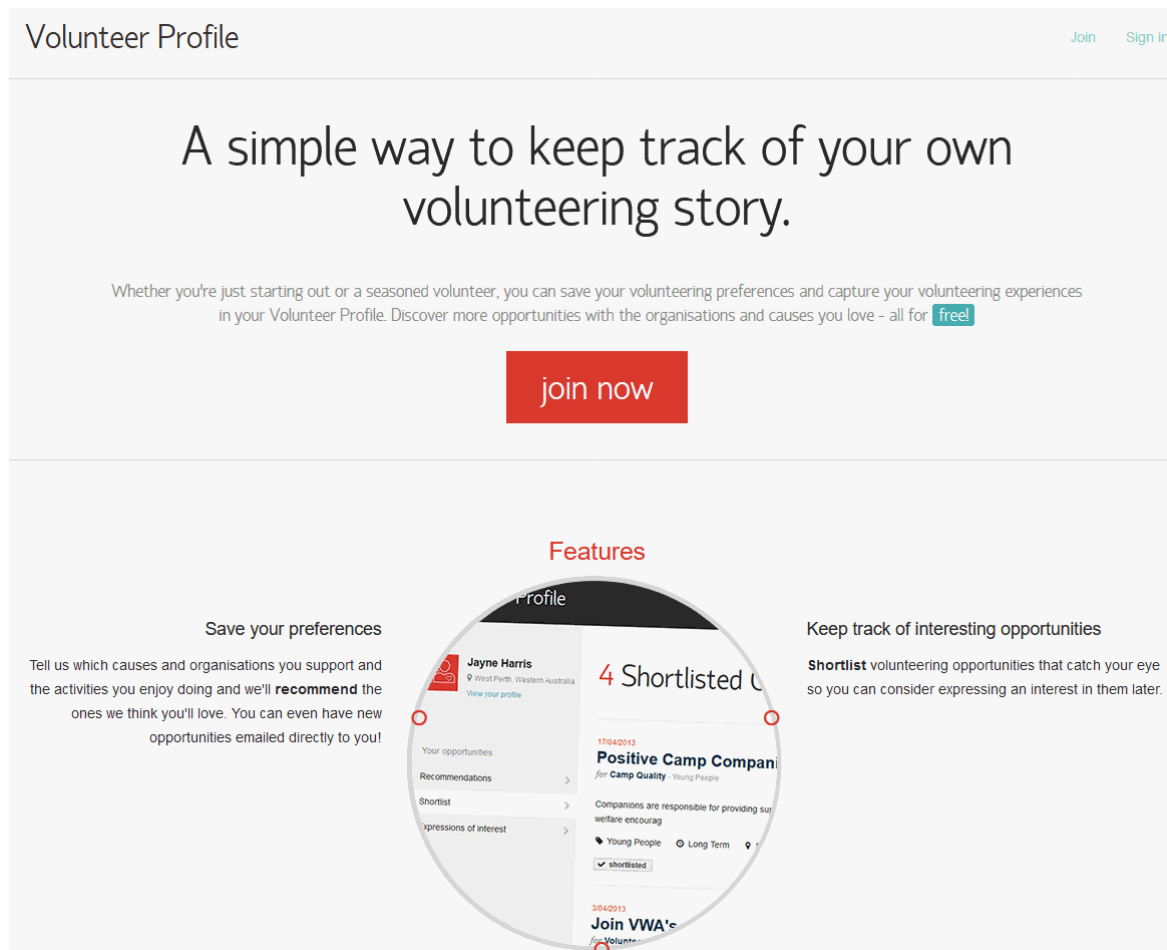 Volunteer Profile
Join
Sign in
A simple way to keep track of your own
volunteering story.
Whether you're just starting out or a seasoned volunteer, you can save your volunteering preferences and capture your volunteering experiences
in your Volunteer Profile. Discover more opportunities with the organisations and causes you love - all for free!
join now
Features
Save your preferences
Tell us which causes and organisations you support and
the activities you enjoy doing and we'll recommend the
ones we think you'll love. You can even have new
opportunities emailed directly to you!
Profile
Jayne Harris
West Perth, Western Australia
View your profile
Your opportunities
Recommendations
Shortlist
xpressions of interest
4 Shortlisted
17/04/2013
Positive Camp Compani
for Camp Quality - Young People
Companions are responsible for providing su
welfare encourag
Young People
Long Term
shortlisted
3/04/2013
Join VWA's
for Volunte
Keep track of interesting opportunities
Shortlist volunteering opportunities that catch your eye
so you can consider expressing an interest in them later.